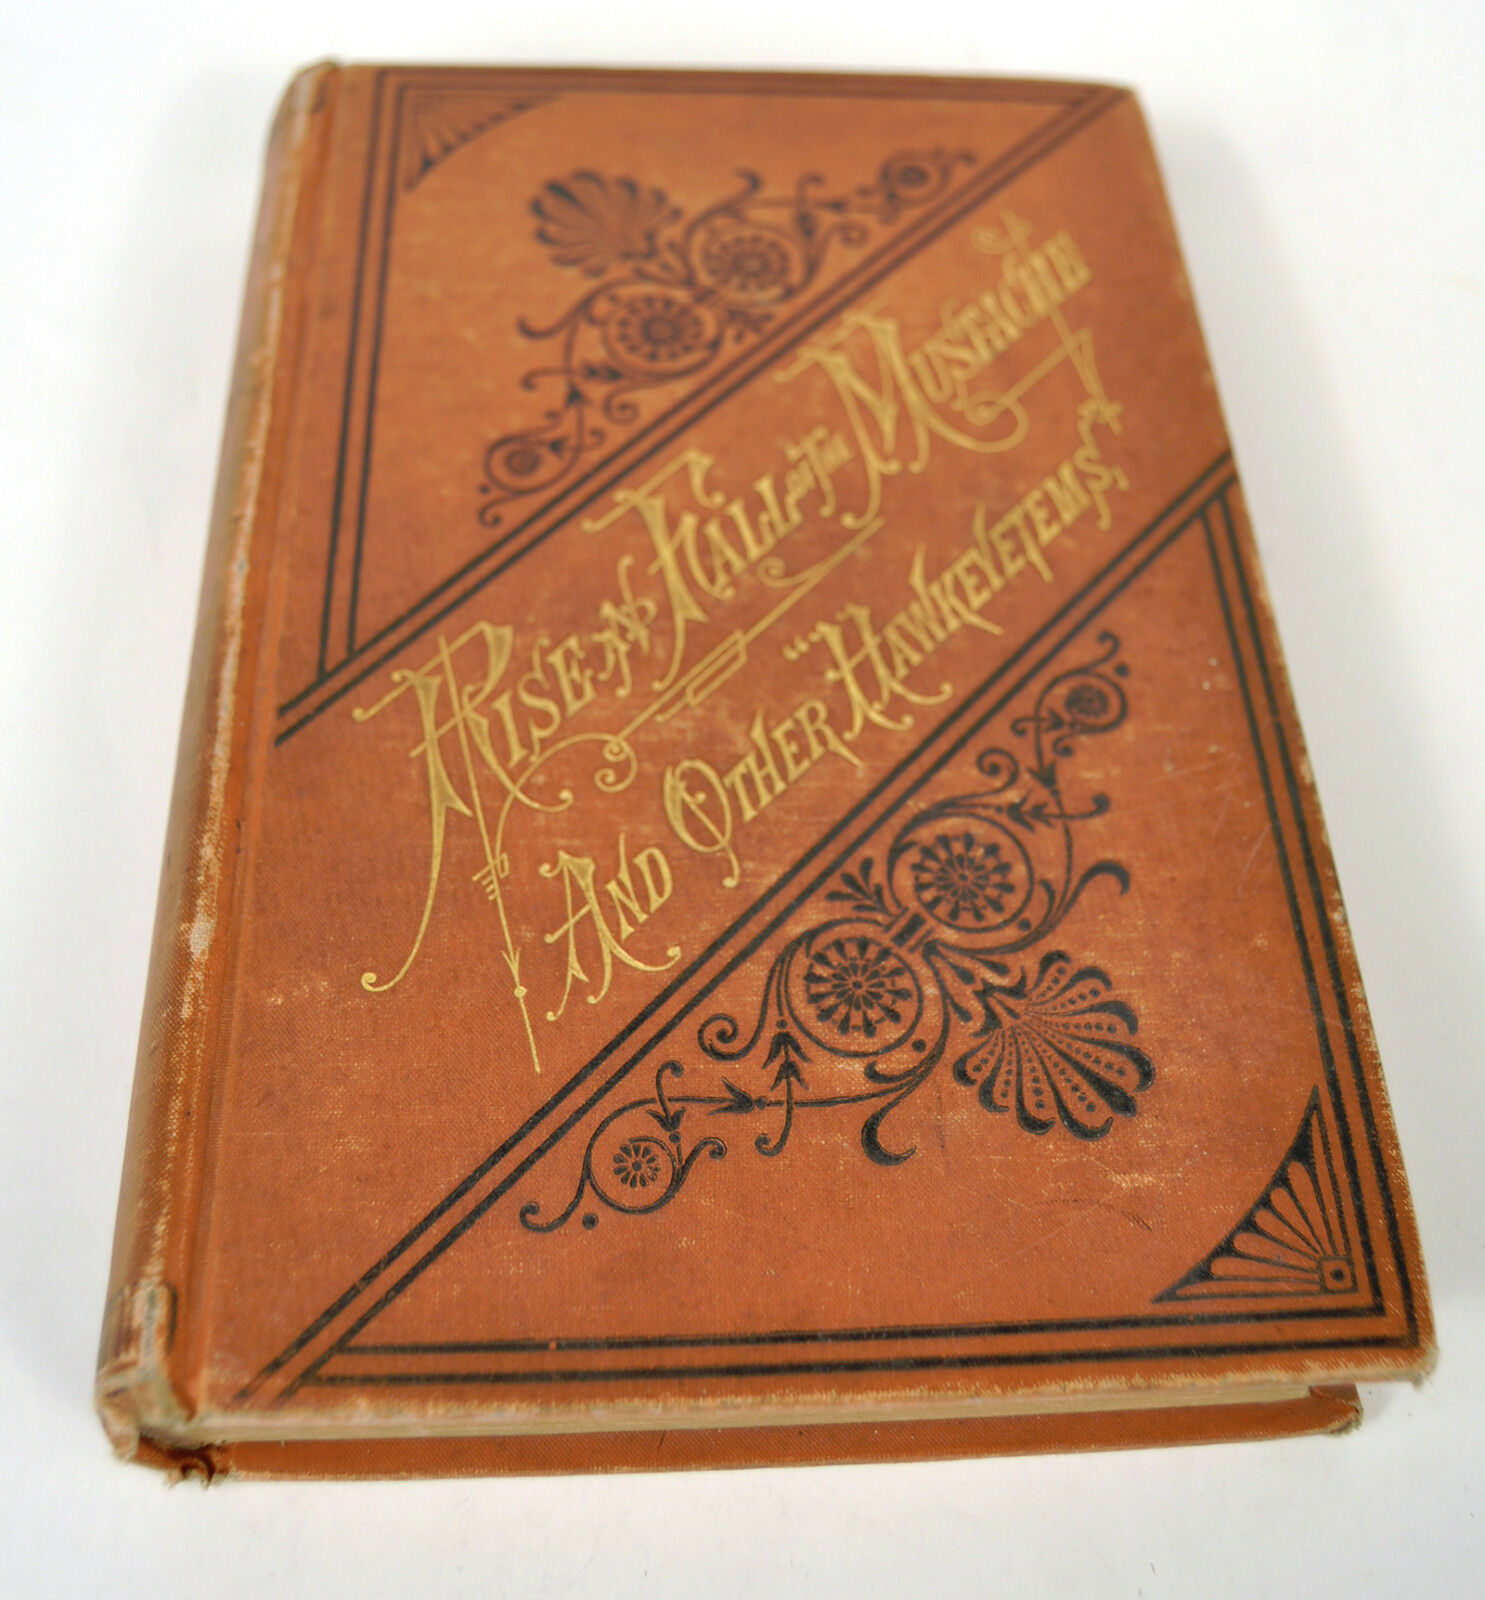 RISE AND FALL OF THE MUSTACHE
AND OTHER "HAWKEYETEMS."